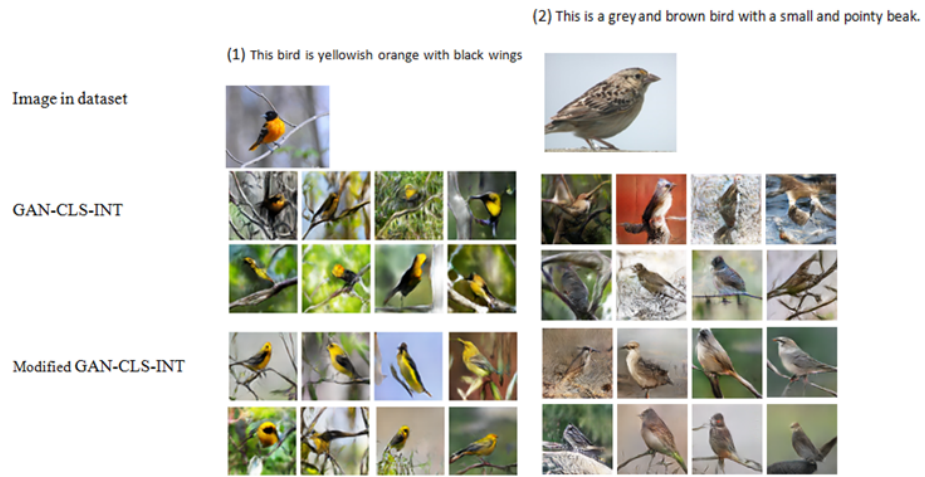 (2) This is a grey and brown bird with a small and pointy beak.
(1) This bird is yellowish orange with black wings
Image in dataset
GAN-CLS-INT
Modified GAN-CLS-INT